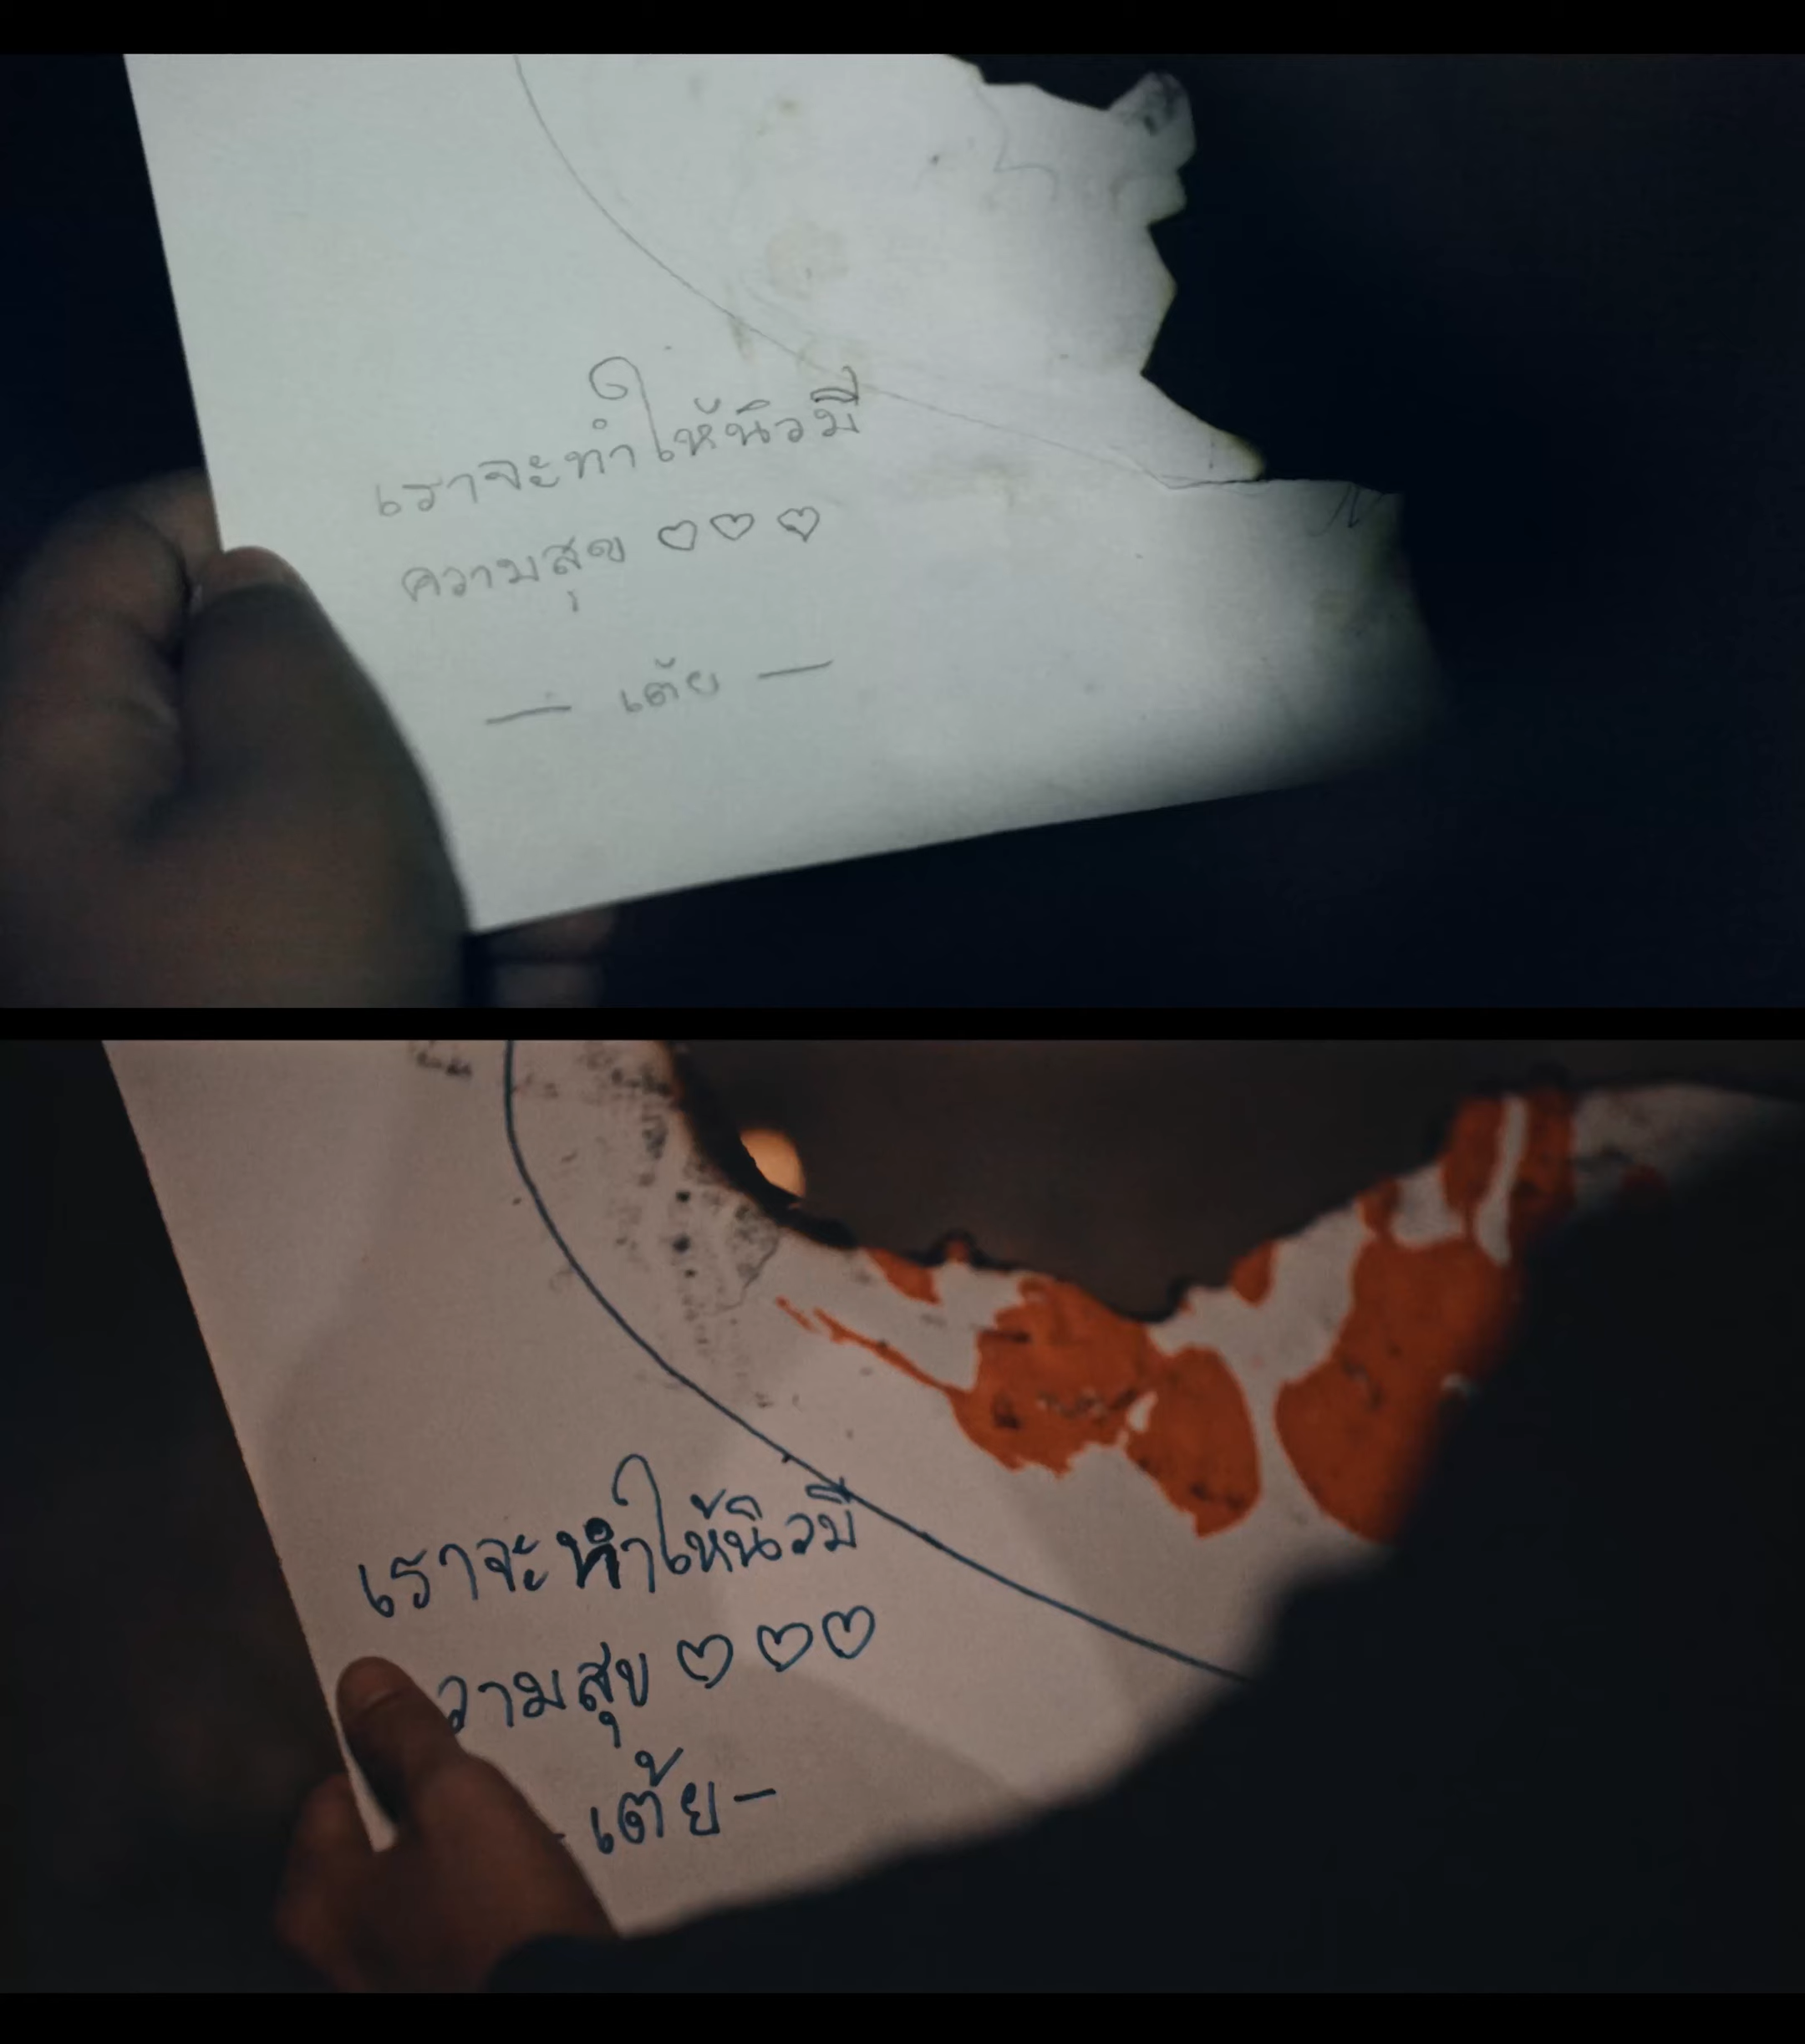 เราจะทำให้นิวมี
ความสุข ♡♡♡
— เต้ย —
เราจะทำให้นิวมี
วามสุข ♡♡♡
- เต้ย -